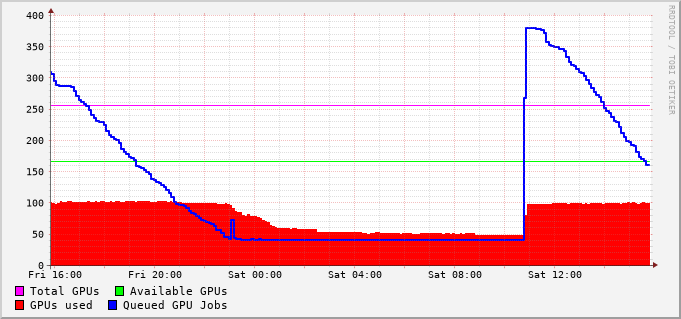 400
350
300
250
200
150
100
50
0
Fri 16:00 Fri 20:00 Sat 00:00 Sat 04:00 Sat 08:00 Sat 12:00
Total GPUs Available GPUs
GPUs used Queued GPU Jobs
RRDTOOL / TOBI OETIKER